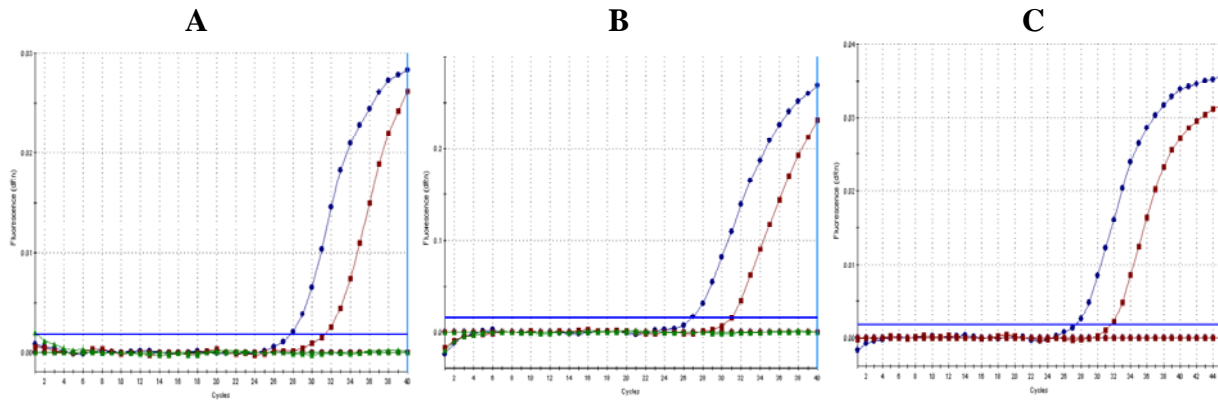 A B C
Fluorescence (dRn)
0.03
0.02
0.01
0.00
2 4 6 8 10 12 14 16 18 20 22 24 26 28 30 32 34 36 38 40
Cycles
Fluorescence (dRn)
0.2
0.1
0.0
2 4 6 8 10 12 14 16 18 20 22 24 26 28 30 32 34 36 38 40
Cycles
Fluorescence (dRn)
0.04
0.03
0.02
0.01
0.00
2 4 6 8 10 12 14 16 18 20 22 24 26 28 30 32 34 36 38 40 42 44
Cycles